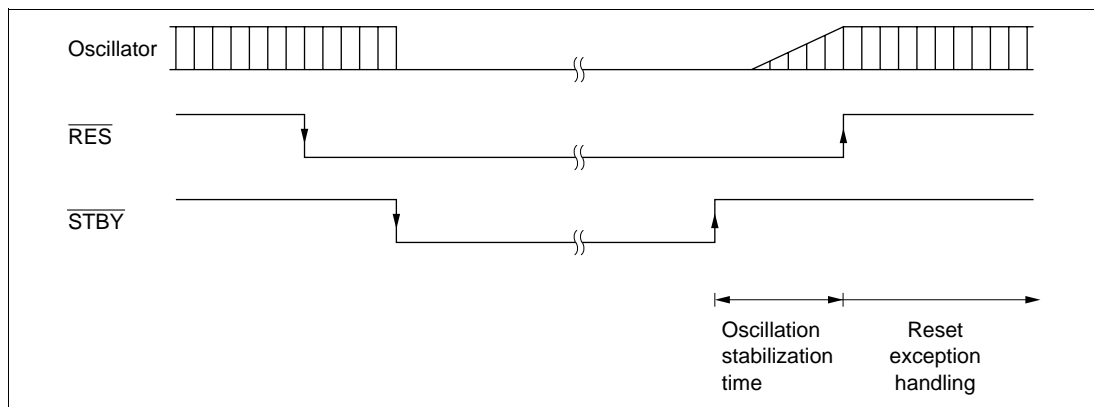 Oscillator
RES
STBY
Oscillation
stabilization
time
Reset
exception
handling